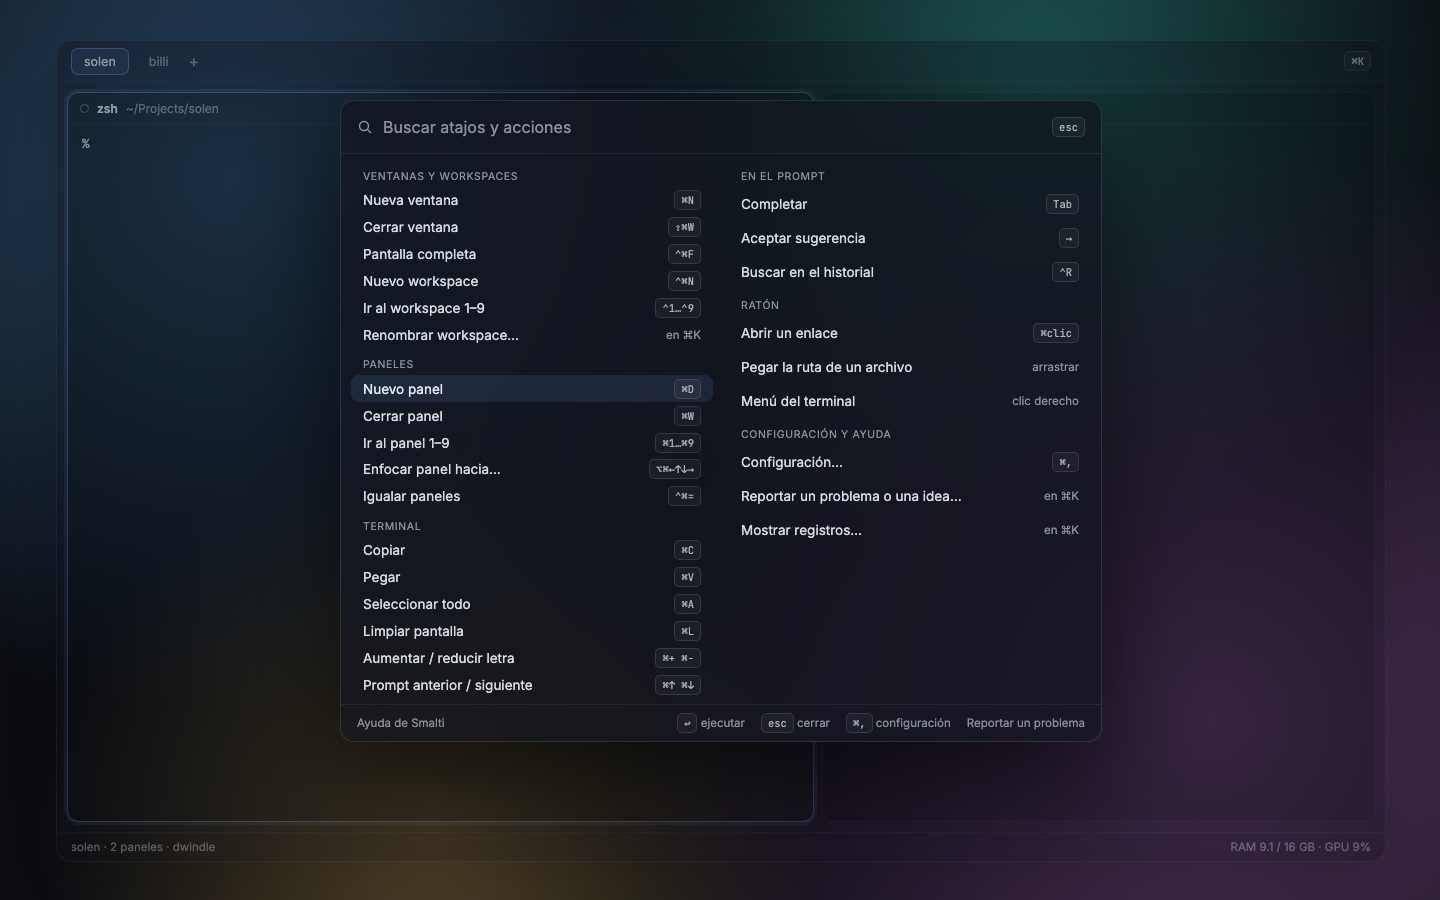 solen billi + ⌘K
zsh ~/Projects/solen
%
Buscar atajos y acciones esc
VENTANAS Y WORKSPACES
Nueva ventana ⌘N
Cerrar ventana ⇧⌘W
Pantalla completa ^⌘F
Nuevo workspace ^⌘N
Ir al workspace 1–9 ^1…^9
Renombrar workspace... en ⌘K
PANELES
Nuevo panel ⌘D
Cerrar panel ⌘W
Ir al panel 1–9 ⌘1…⌘9
Enfocar panel hacia... ⌥⌘←↑↓→
Igualar paneles ^⌘=
TERMINAL
Copiar ⌘C
Pegar ⌘V
Seleccionar todo ⌘A
Limpiar pantalla ⌘L
Aumentar / reducir letra ⌘+ ⌘-
Prompt anterior / siguiente ⌘↑ ⌘↓
EN EL PROMPT
Completar Tab
Aceptar sugerencia →
Buscar en el historial ^R
RATÓN
Abrir un enlace ⌘clic
Pegar la ruta de un archivo arrastrar
Menú del terminal clic derecho
CONFIGURACIÓN Y AYUDA
Configuración... ⌘,
Reportar un problema o una idea... en ⌘K
Mostrar registros... en ⌘K
Ayuda de Smalti ↩ ejecutar esc cerrar ⌘, configuración Reportar un problema
solen · 2 paneles · dwindle RAM 9.1 / 16 GB · GPU 9%